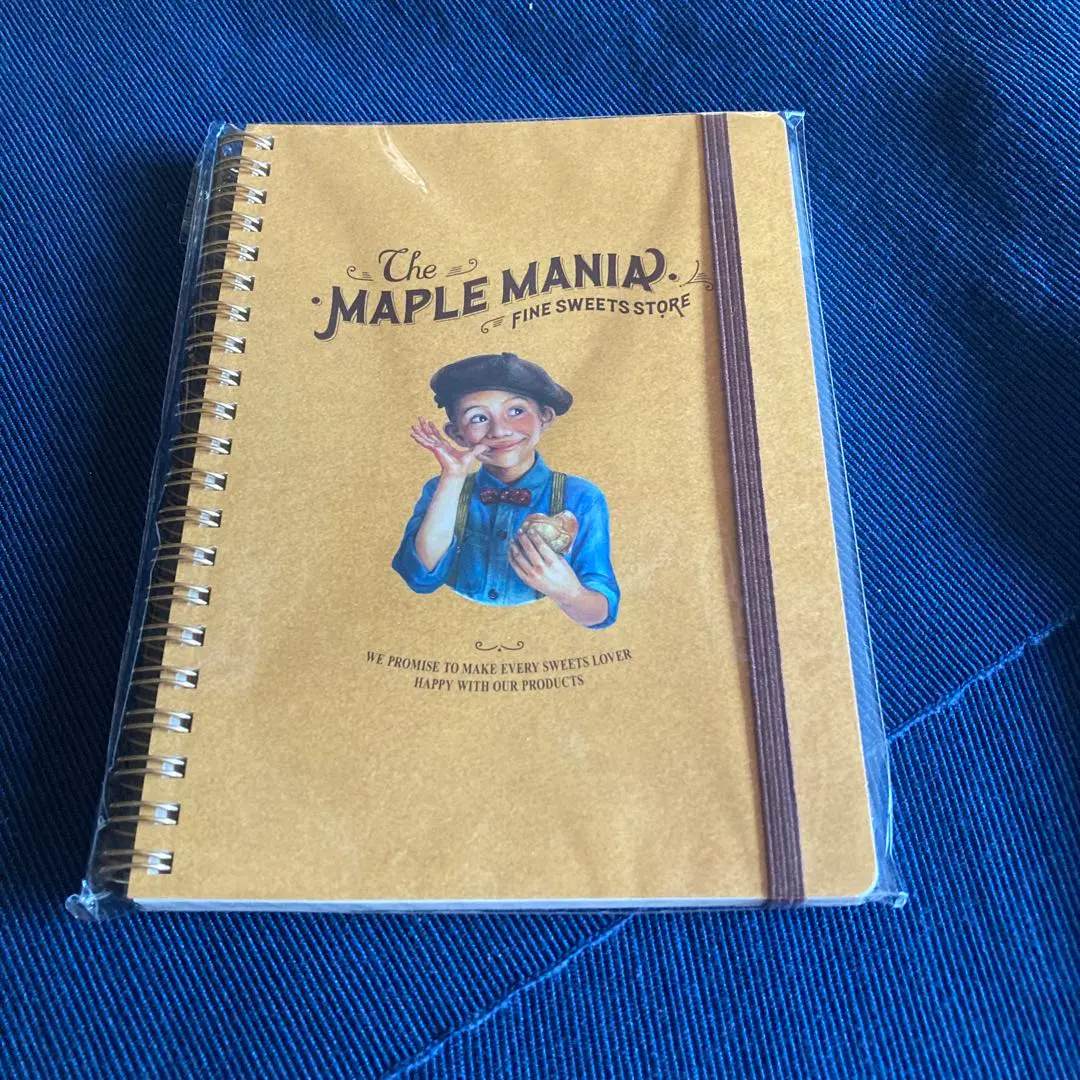 The
MAPLE MANIA
FINE SWEETS STORE
WE PROMISE TO MAKE EVERY SWEETS LOVER
HAPPY WITH OUR PRODUCTS